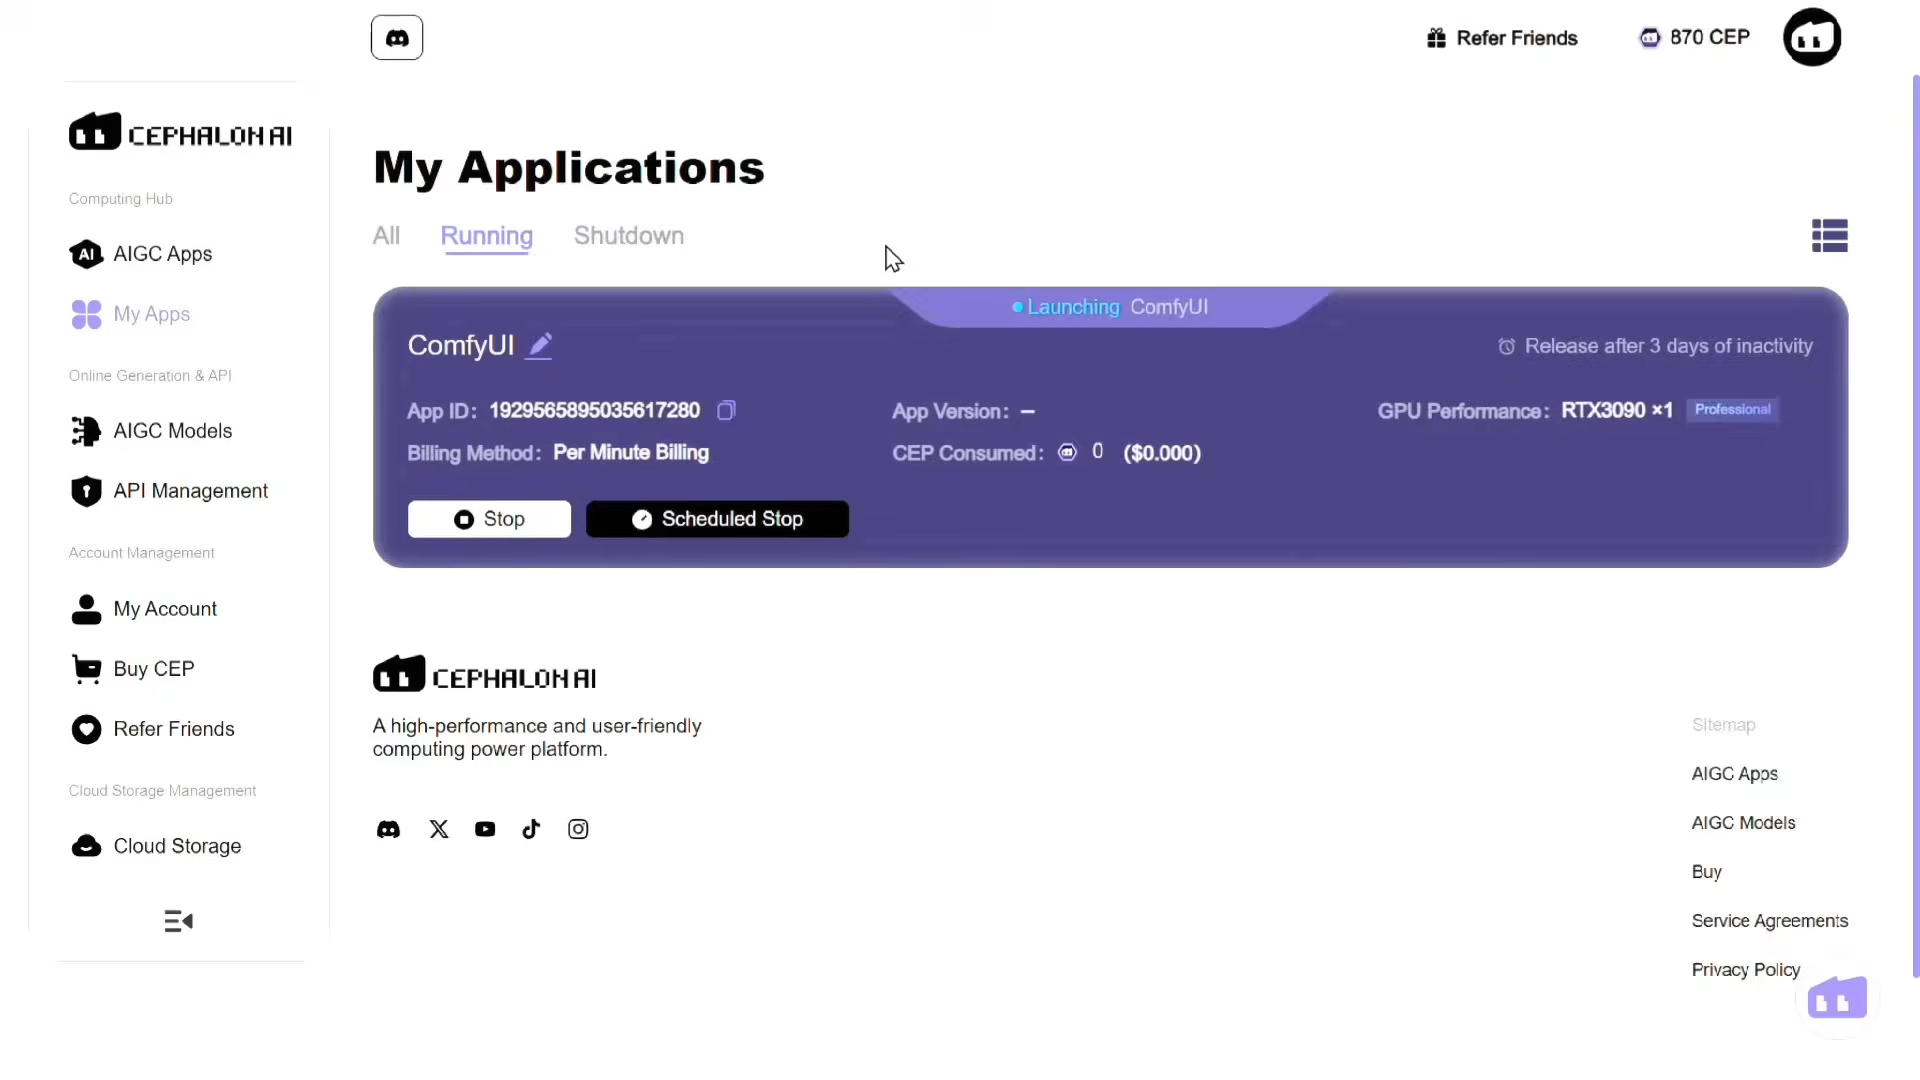 Refer Friends
870 CEP
CEPHALON AI
Computing Hub
AI
AIGC Apps
My Apps
Online Generation & API
AIGC Models
API Management
Account Management
My Account
Buy CEP
Refer Friends
Cloud Storage Management
Cloud Storage
My Applications
All
Running
Shutdown
Launching ComfyUI
ComfyUI
Release after 3 days of inactivity
App ID: 1929565895035617280
App Version: –
GPU Performance: RTX3090 ×1 Professional
Billing Method: Per Minute Billing
CEP Consumed: 0 ($0.000)
Stop
Scheduled Stop
CEPHALON AI
A high-performance and user-friendly
computing power platform.
Sitemap
AIGC Apps
AIGC Models
Buy
Service Agreements
Privacy Policy